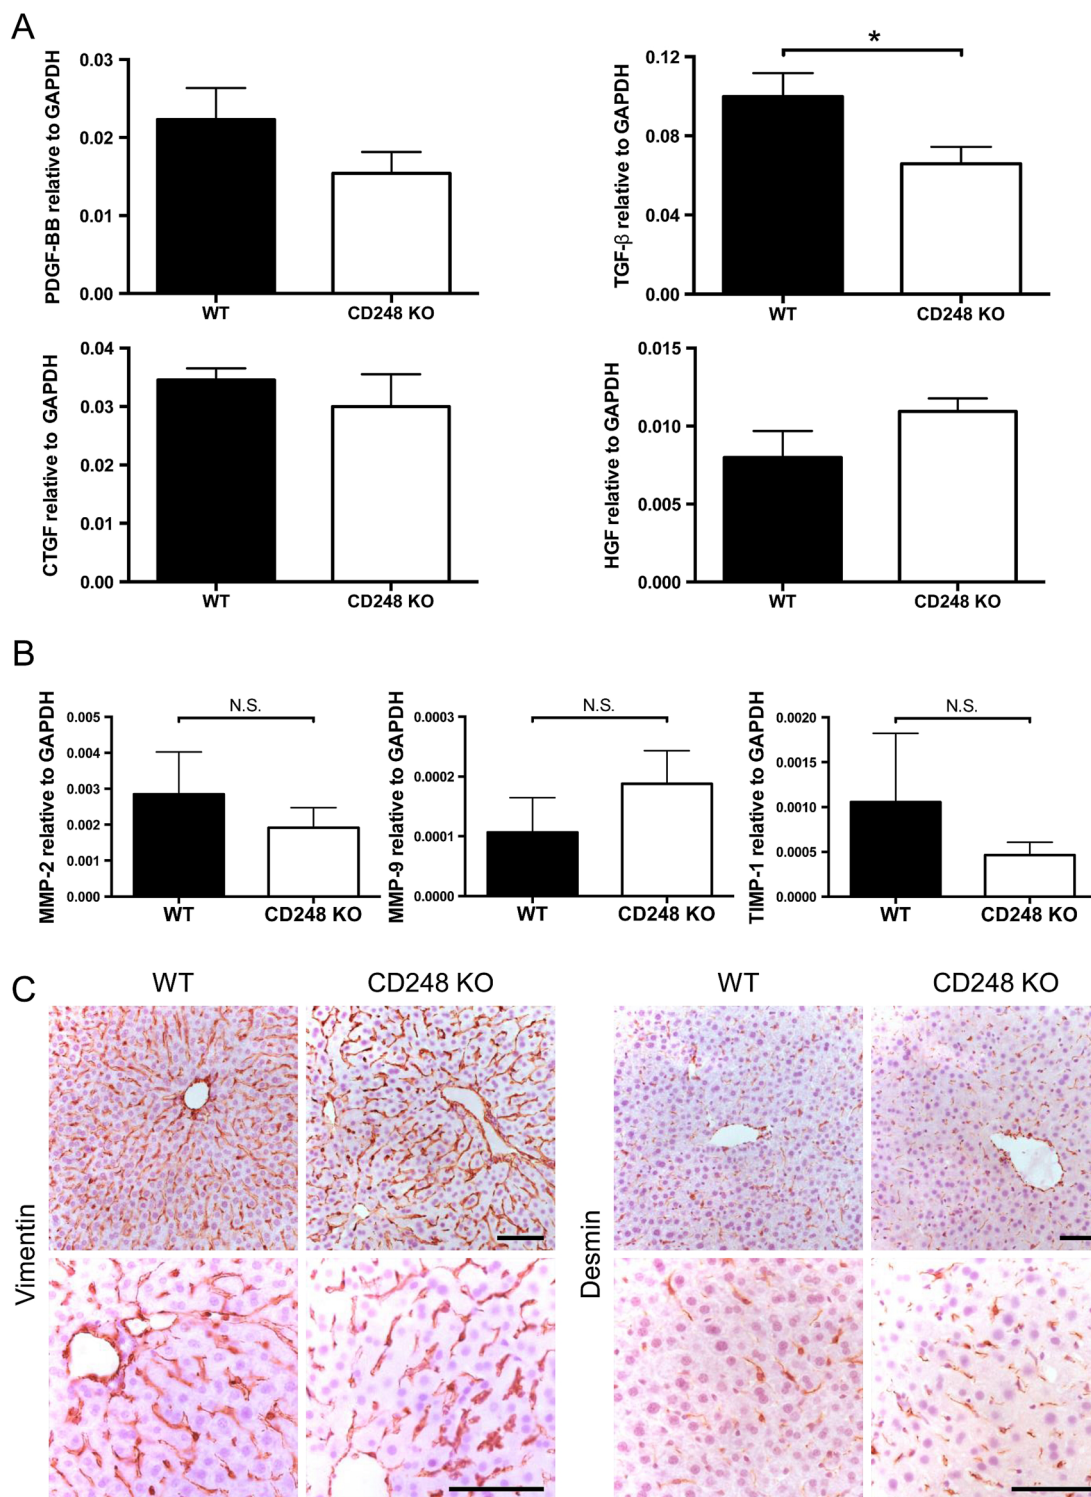 A
PDGF-BB relative to GAPDH
0.03
0.02
0.01
0.00
WT
CD248 KO
TGF-β relative to GAPDH
0.12
0.08
0.04
0.00
*
WT
CD248 KO
CTGF relative to GAPDH
0.04
0.03
0.02
0.01
0.00
WT
CD248 KO
HGF relative to GAPDH
0.015
0.010
0.005
0.000
WT
CD248 KO
B
MMP-2 relative to GAPDH
0.005
0.004
0.003
0.002
0.001
0.000
N.S.
WT
CD248 KO
MMP-9 relative to GAPDH
0.0003
0.0002
0.0001
0.0000
N.S.
WT
CD248 KO
TIMP-1 relative to GAPDH
0.0020
0.0015
0.0010
0.0005
0.0000
N.S.
WT
CD248 KO
C
WT
CD248 KO
WT
CD248 KO
Vimentin
Desmin